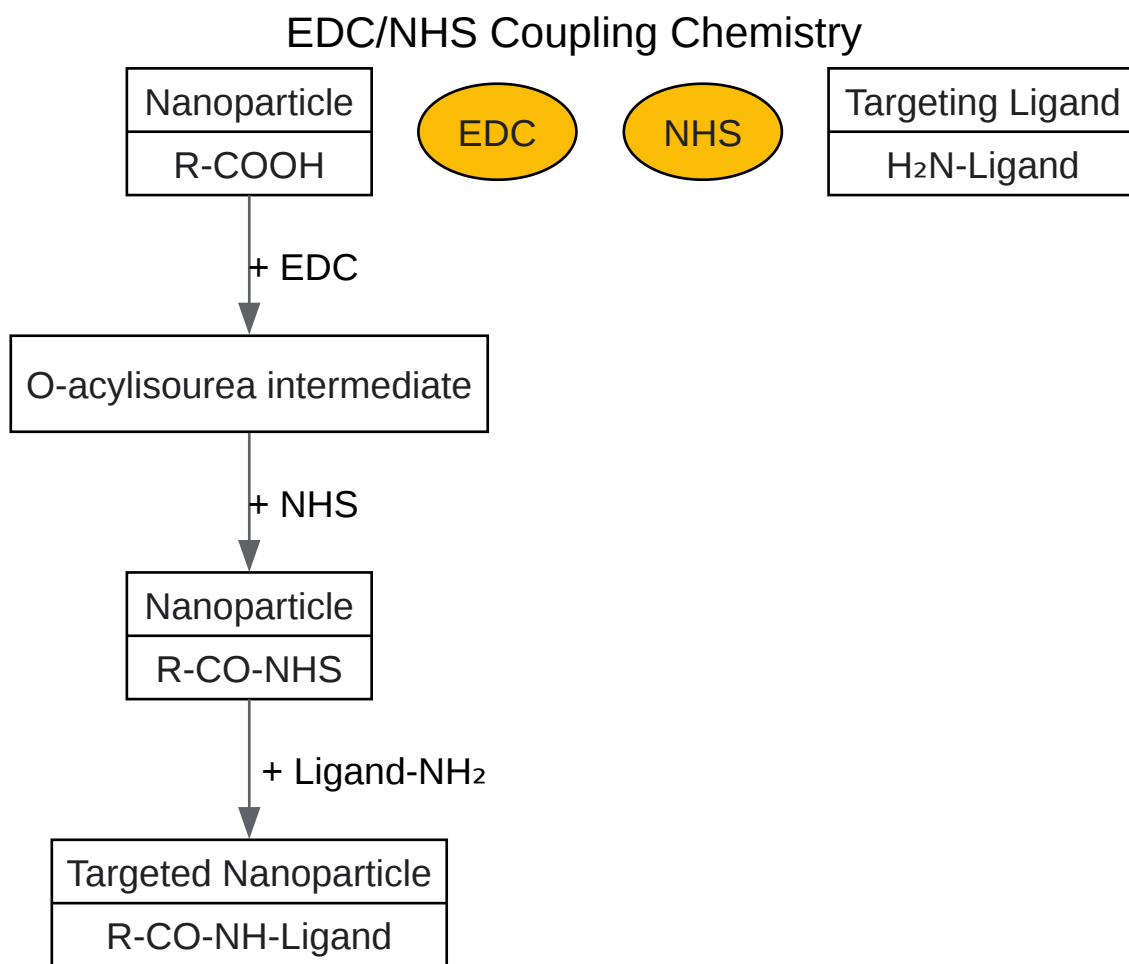 EDC/NHS Coupling Chemistry
Nanoparticle
R-COOH
EDC
NHS
Targeting Ligand
H₂N-Ligand
+ EDC
O-acylisourea intermediate
+ NHS
Nanoparticle
R-CO-NHS
+ Ligand-NH₂
Targeted Nanoparticle
R-CO-NH-Ligand